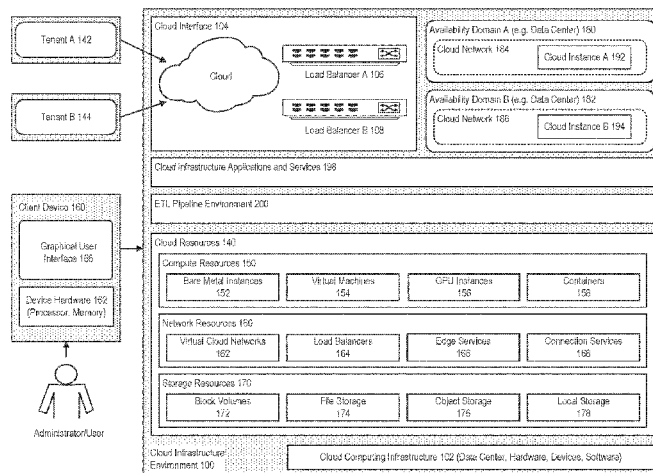 Tenant A 142
Tenant B 144
Cloud Interface 104
Cloud
Load Balancer A 106
Load Balancer B 108
Availability Domain A (e.g. Data Center) 180
Cloud Network 184
Cloud Instance A 192
Availability Domain B (e.g. Data Center) 182
Cloud Network 186
Cloud Instance B 194
Cloud Infrastructure Applications and Services 198
ETL Pipeline Environment 200
Client Device 160
Graphical User
Interface 166
Device Hardware 162
(Processor, Memory)
Administrator/User
Cloud Resources 140
Compute Resources 150
Bare Metal Instances
152
Virtual Machines
154
GPU Instances
156
Containers
158
Network Resources 160
Virtual Cloud Networks
162
Load Balancers
164
Edge Services
166
Connection Services
168
Storage Resources 170
Block Volumes
172
File Storage
174
Object Storage
176
Local Storage
178
Cloud Infrastructure
Environment 100
Cloud Computing Infrastructure 102 (Data Center, Hardware, Devices, Software)